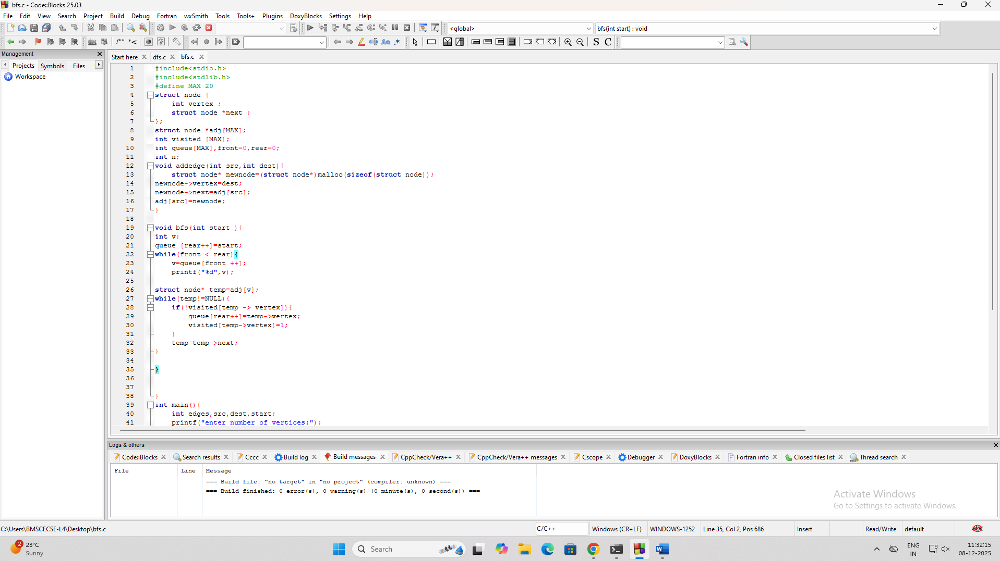 bfs.c - Code::Blocks 25.03
File Edit View Search Project Build Debug Fortran wxSmith Tools Tools+ Plugins DoxyBlocks Settings Help
<global>
bfs(int start) : void
/** *<
Aa .*
S C
Management
Projects Symbols Files
Workspace
Start here dfs.c bfs.c
1 #include<stdio.h>
2 #include<stdlib.h>
3 #define MAX 20
4 struct node {
5 int vertex ;
6 struct node *next ;
7 };
8 struct node *adj[MAX];
9 int visited [MAX];
10 int queue[MAX],front=0,rear=0;
11 int n;
12 void addedge(int src,int dest){
13 struct node* newnode=(struct node*)malloc(sizeof(struct node));
14 newnode->vertex=dest;
15 newnode->next=adj[src];
16 adj[src]=newnode;
17 }
18
19 void bfs(int start ){
20 int v;
21 queue [rear++]=start;
22 while(front < rear){
23 v=queue[front ++];
24 printf("%d",v);
25
26 struct node* temp=adj[v];
27 while(temp!=NULL){
28 if(!visited[temp -> vertex]){
29 queue[rear++]=temp->vertex;
30 visited[temp->vertex]=1;
31 }
32 temp=temp->next;
33 }
34
35 }
36
37
38 }
39 int main(){
40 int edges,src,dest,start;
41 printf("enter number of vertices:");
Logs & others
Code::Blocks Search results Cccc Build log Build messages CppCheck/Vera++ CppCheck/Vera++ messages Cscope Debugger DoxyBlocks Fortran info Closed files list Thread search
File Line Message
=== Build file: "no target" in "no project" (compiler: unknown) ===
=== Build finished: 0 error(s), 0 warning(s) (0 minute(s), 0 second(s)) ===
Activate Windows
Go to Settings to activate Windows.
C:\Users\BMSCECSE-L4\Desktop\bfs.c C/C++ Windows (CR+LF) WINDOWS-1252 Line 35, Col 2, Pos 686 Insert Read/Write default abc
2
23°C
Sunny
Search
ENG
IN
11:32:15
08-12-2025